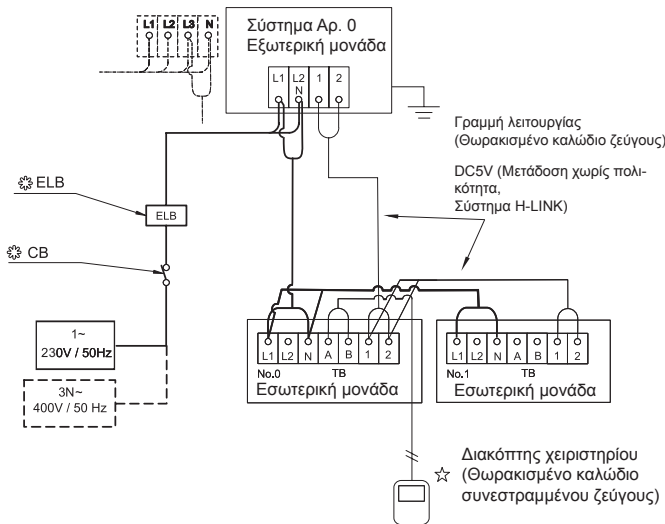 L1 L2 L3 N
Σύστημα Αρ. 0
Εξωτερική μονάδα
L1 L2 1 2
N
Γραμμή λειτουργίας
(Θωρακισμένο καλώδιο ζεύγους)
DC5V (Μετάδοση χωρίς πολι-
κότητα,
Σύστημα H-LINK)
ELB
ELB
CB
1~
230V / 50Hz
3N~
400V / 50 Hz
L1 L2 N A B 1 2
No.0 TB
Εσωτερική μονάδα
L1 L2 N A B 1 2
No.1 TB
Εσωτερική μονάδα
Διακόπτης χειριστηρίου
(Θωρακισμένο καλώδιο
συνεστραμμένου ζεύγους)